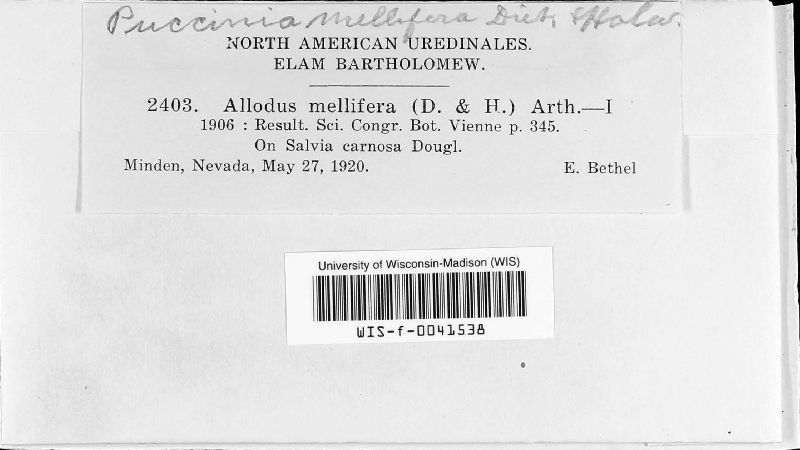 Puccinia mellifera Diet. & Holw.
NORTH AMERICAN UREDINALES.
ELAM BARTHOLOMEW.
2403. Allodus mellifera (D. & H.) Arth.—I
1906 : Result. Sci. Congr. Bot. Vienne p. 345.
On Salvia carnosa Dougl.
Minden, Nevada, May 27, 1920. E. Bethel
University of Wisconsin-Madison (WIS)
WIS-f-0041538